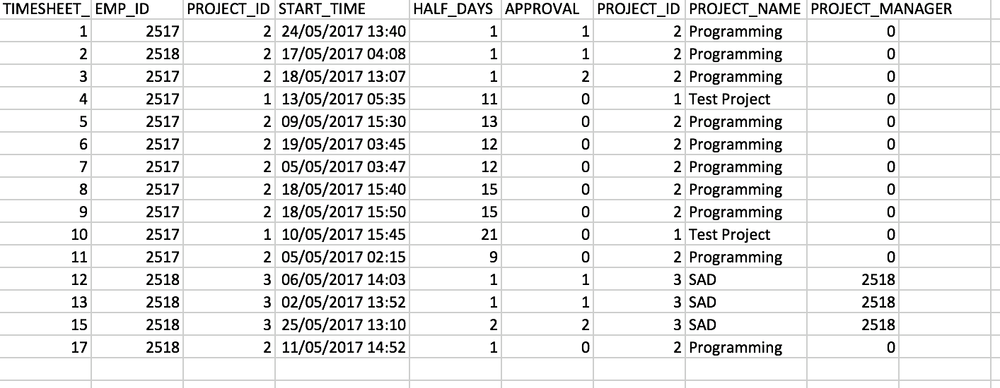 TIMESHEET_ EMP_ID PROJECT_ID START_TIME HALF_DAYS APPROVAL PROJECT_ID PROJECT_NAME PROJECT_MANAGER
1 2517 2 24/05/2017 13:40 1 1 2 Programming 0
2 2518 2 17/05/2017 04:08 1 1 2 Programming 0
3 2517 2 18/05/2017 13:07 1 2 2 Programming 0
4 2517 1 13/05/2017 05:35 11 0 1 Test Project 0
5 2517 2 09/05/2017 15:30 13 0 2 Programming 0
6 2517 2 19/05/2017 03:45 12 0 2 Programming 0
7 2517 2 05/05/2017 03:47 12 0 2 Programming 0
8 2517 2 18/05/2017 15:40 15 0 2 Programming 0
9 2517 2 18/05/2017 15:50 15 0 2 Programming 0
10 2517 1 10/05/2017 15:45 21 0 1 Test Project 0
11 2517 2 05/05/2017 02:15 9 0 2 Programming 0
12 2518 3 06/05/2017 14:03 1 1 3 SAD 2518
13 2518 3 02/05/2017 13:52 1 1 3 SAD 2518
15 2518 3 25/05/2017 13:10 2 2 3 SAD 2518
17 2518 2 11/05/2017 14:52 1 0 2 Programming 0